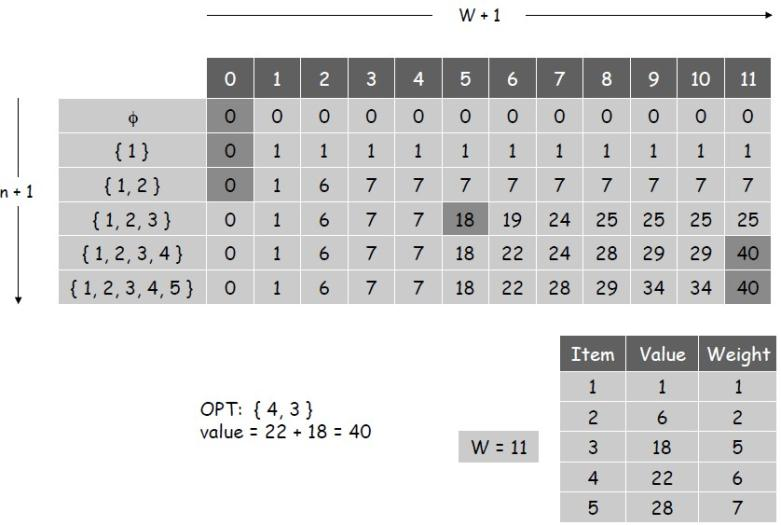 W + 1
0 1 2 3 4 5 6 7 8 9 10 11
ϕ 0 0 0 0 0 0 0 0 0 0 0 0
{ 1 } 0 1 1 1 1 1 1 1 1 1 1 1
n + 1
{ 1, 2 } 0 1 6 7 7 7 7 7 7 7 7 7
{ 1, 2, 3 } 0 1 6 7 7 18 19 24 25 25 25 25
{ 1, 2, 3, 4 } 0 1 6 7 7 18 22 24 28 29 29 40
{ 1, 2, 3, 4, 5 } 0 1 6 7 7 18 22 28 29 34 34 40
OPT: { 4, 3 }
value = 22 + 18 = 40
W = 11
Item Value Weight
1 1 1
2 6 2
3 18 5
4 22 6
5 28 7